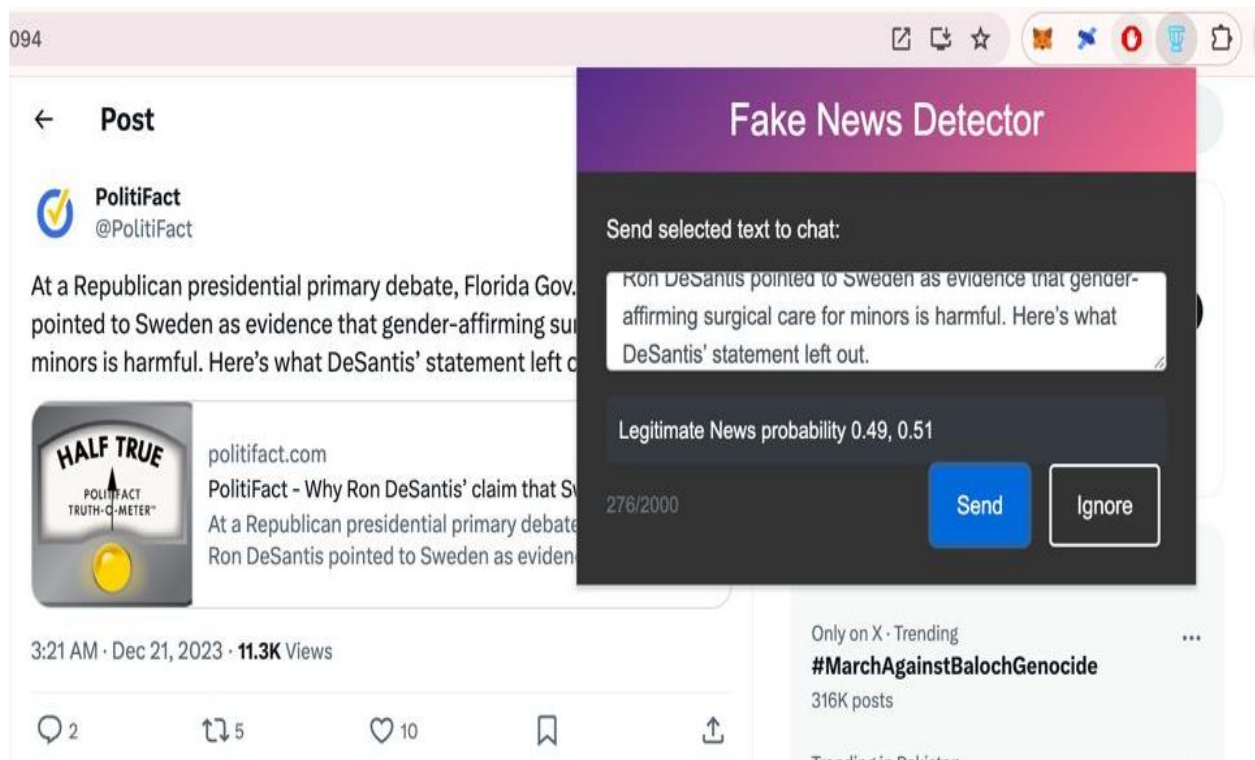 094
Post
PolitiFact
@PolitiFact
At a Republican presidential primary debate, Florida Gov.
pointed to Sweden as evidence that gender-affirming su
minors is harmful. Here's what DeSantis' statement left
HALF TRUE
POLITIFACT
TRUTH-O-METER™
politifact.com
PolitiFact - Why Ron DeSantis' claim that S
At a Republican presidential primary debate
Ron DeSantis pointed to Sweden as eviden
3:21 AM · Dec 21, 2023 · 11.3K Views
2
5
10
Fake News Detector
Send selected text to chat:
Ron DeSantis pointed to Sweden as evidence that gender-
affirming surgical care for minors is harmful. Here's what
DeSantis' statement left out.
Legitimate News probability 0.49, 0.51
276/2000
Send
Ignore
Only on X · Trending
#MarchAgainstBalochGenocide
316K posts
Trending in Pakistan